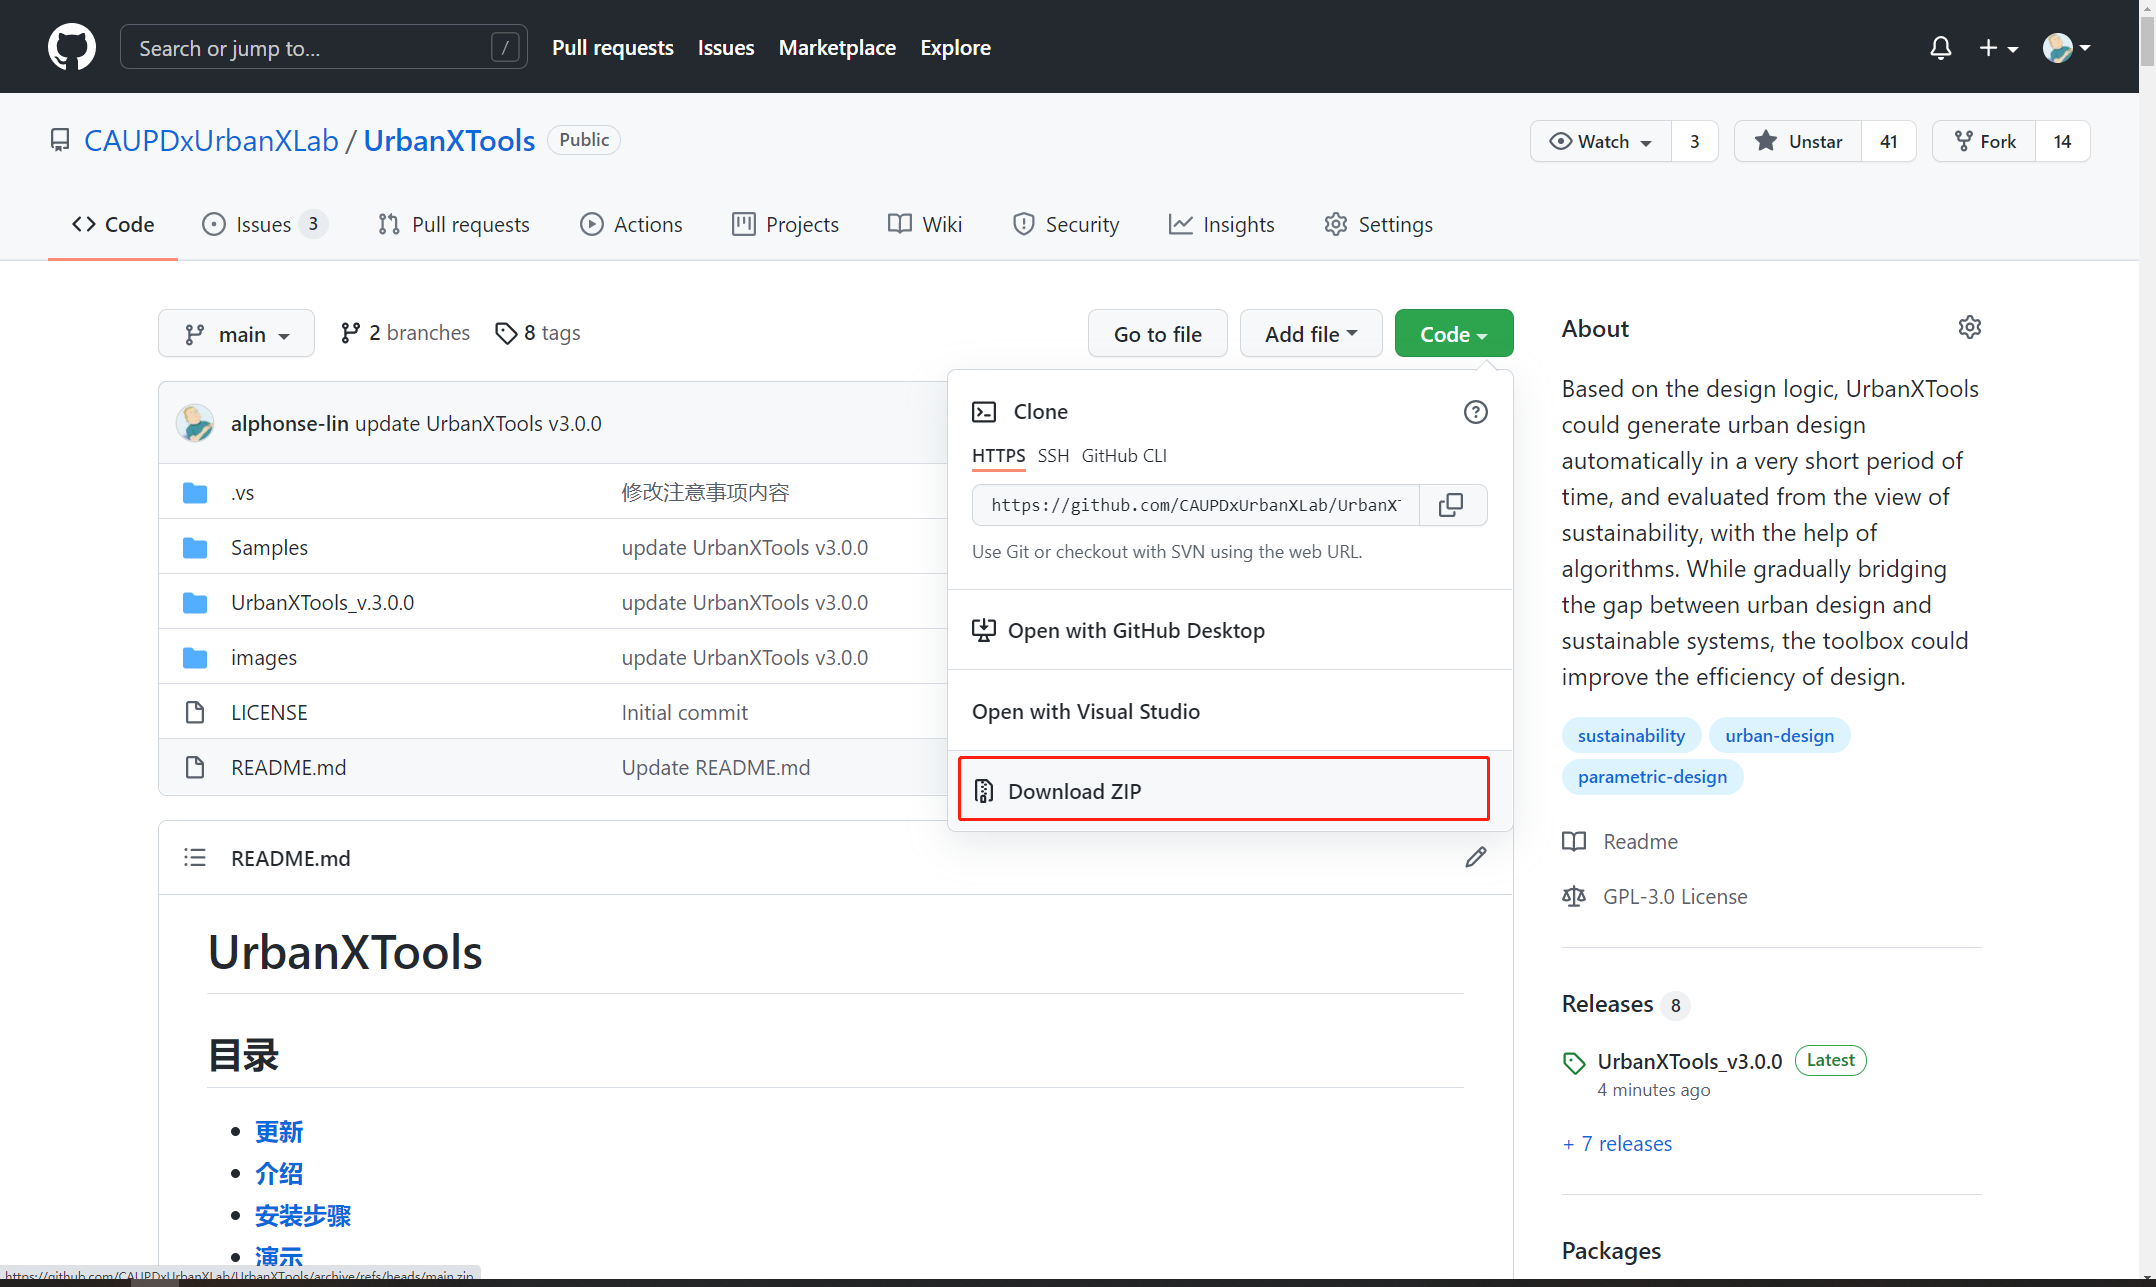 Search or jump to...
/
Pull requests
Issues
Marketplace
Explore
CAUPDxUrbanXLab / UrbanXTools
Public
Watch
3
Unstar
41
Fork
14
Code
Issues
3
Pull requests
Actions
Projects
Wiki
Security
Insights
Settings
main
2 branches
8 tags
Go to file
Add file
Code
alphonse-lin update UrbanXTools v3.0.0
.vs
修改注意事项内容
Samples
update UrbanXTools v3.0.0
UrbanXTools_v.3.0.0
update UrbanXTools v3.0.0
images
update UrbanXTools v3.0.0
LICENSE
Initial commit
README.md
Update README.md
Clone
HTTPS
SSH
GitHub CLI
https://github.com/CAUPDxUrbanXLab/UrbanX
Use Git or checkout with SVN using the web URL.
Open with GitHub Desktop
Open with Visual Studio
Download ZIP
README.md
UrbanXTools
目录
更新
介绍
安装步骤
演示
https://github.com/CAUPDxUrbanXLab/UrbanXTools/archive/refs/heads/main.zip
About
Based on the design logic, UrbanXTools
could generate urban design
automatically in a very short period of
time, and evaluated from the view of
sustainability, with the help of
algorithms. While gradually bridging
the gap between urban design and
sustainable systems, the toolbox could
improve the efficiency of design.
sustainability
urban-design
parametric-design
Readme
GPL-3.0 License
Releases
8
UrbanXTools_v3.0.0
Latest
4 minutes ago
+ 7 releases
Packages